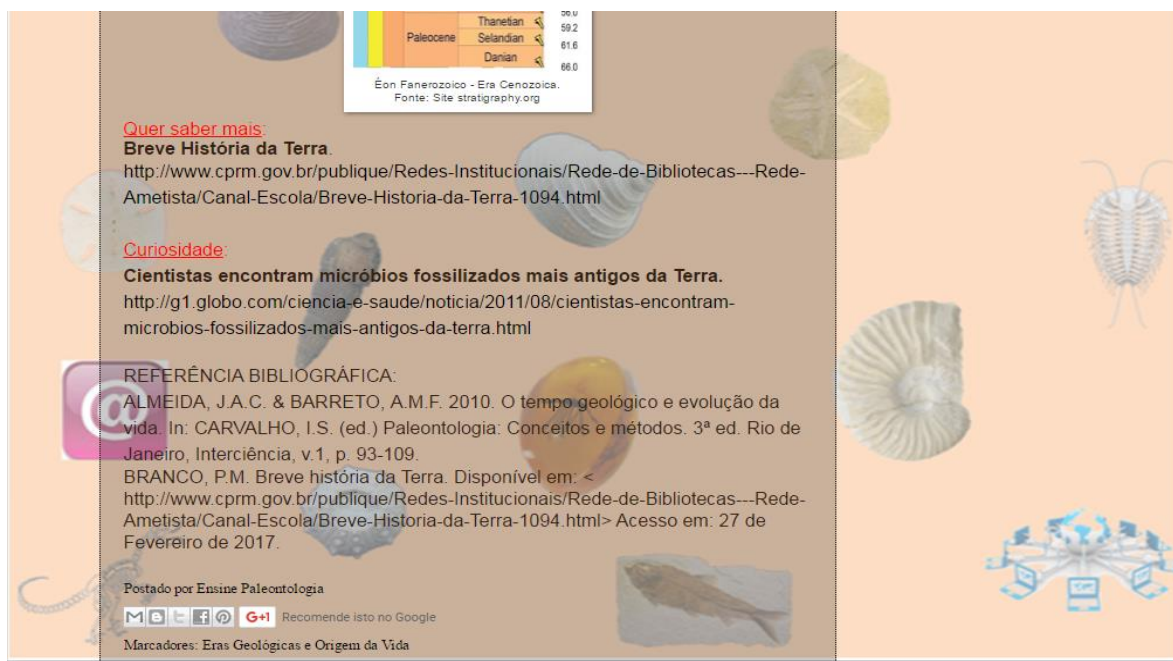 56.0
Thanetian
59.2
Paleocene
Selandian
61.6
Danian
66.0
Èon Fanerozoico - Era Cenozoica.
Fonte: Site stratigraphy.org
Quer saber mais:
Breve História da Terra.
http://www.cprm.gov.br/publique/Redes-Institucionais/Rede-de-Bibliotecas---Rede-
Ametista/Canal-Escola/Breve-Historia-da-Terra-1094.html
Curiosidade:
Cientistas encontram micróbios fossilizados mais antigos da Terra.
http://g1.globo.com/ciencia-e-saude/noticia/2011/08/cientistas-encontram-
microbios-fossilizados-mais-antigos-da-terra.html
@
REFERÊNCIA BIBLIOGRÁFICA:
ALMEIDA, J.A.C. & BARRETO, A.M.F. 2010. O tempo geológico e evolução da
vida. In: CARVALHO, I.S. (ed.) Paleontologia: Conceitos e métodos. 3ª ed. Rio de
Janeiro, Interciência, v.1, p. 93-109.
BRANCO, P.M. Breve história da Terra. Disponível em: <
http://www.cprm.gov.br/publique/Redes-Institucionais/Rede-de-Bibliotecas---Rede-
Ametista/Canal-Escola/Breve-Historia-da-Terra-1094.html> Acesso em: 27 de
Fevereiro de 2017.
Postado por Ensine Paleontologia
G+1 Recomende isto no Google
Marcadores: Eras Geológicas e Origem da Vida